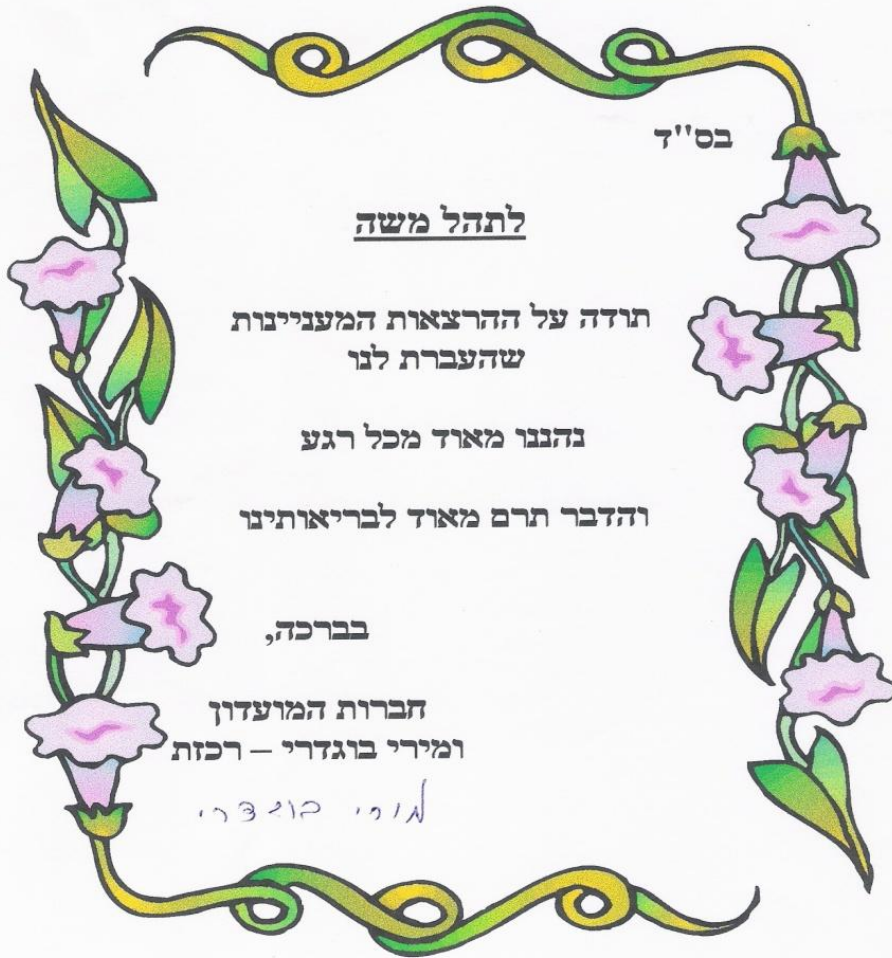 בס''ד
לתהל משה
תודה על ההרצאות המעניינות
שהעברת לנו
נהננו מאוד מכל רגע
והדבר תרם מאוד לבריאותינו
בברכה,
חברות המועדון
ומירי בוגדרי – רכזת
מירי בוגדרי